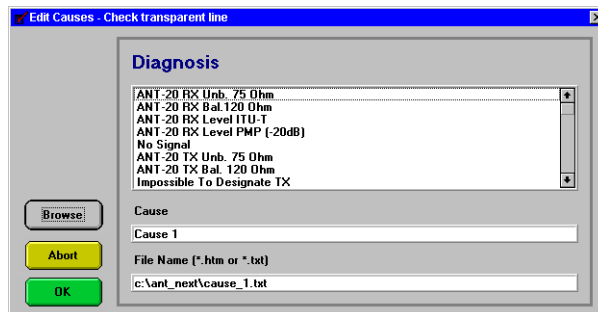 Edit Causes - Check transparent line
Diagnosis
ANT-20 RX Unb. 75 Ohm
ANT-20 RX Bal.120 Ohm
ANT-20 RX Level ITU-T
ANT-20 RX Level PMP (-20dB)
No Signal
ANT-20 TX Unb. 75 Ohm
ANT-20 TX Bal. 120 Ohm
Impossible To Designate TX
Browse
Cause
Cause 1
Abort
File Name (*.htm or *.txt)
OK
c:\ant_next\cause_1.txt